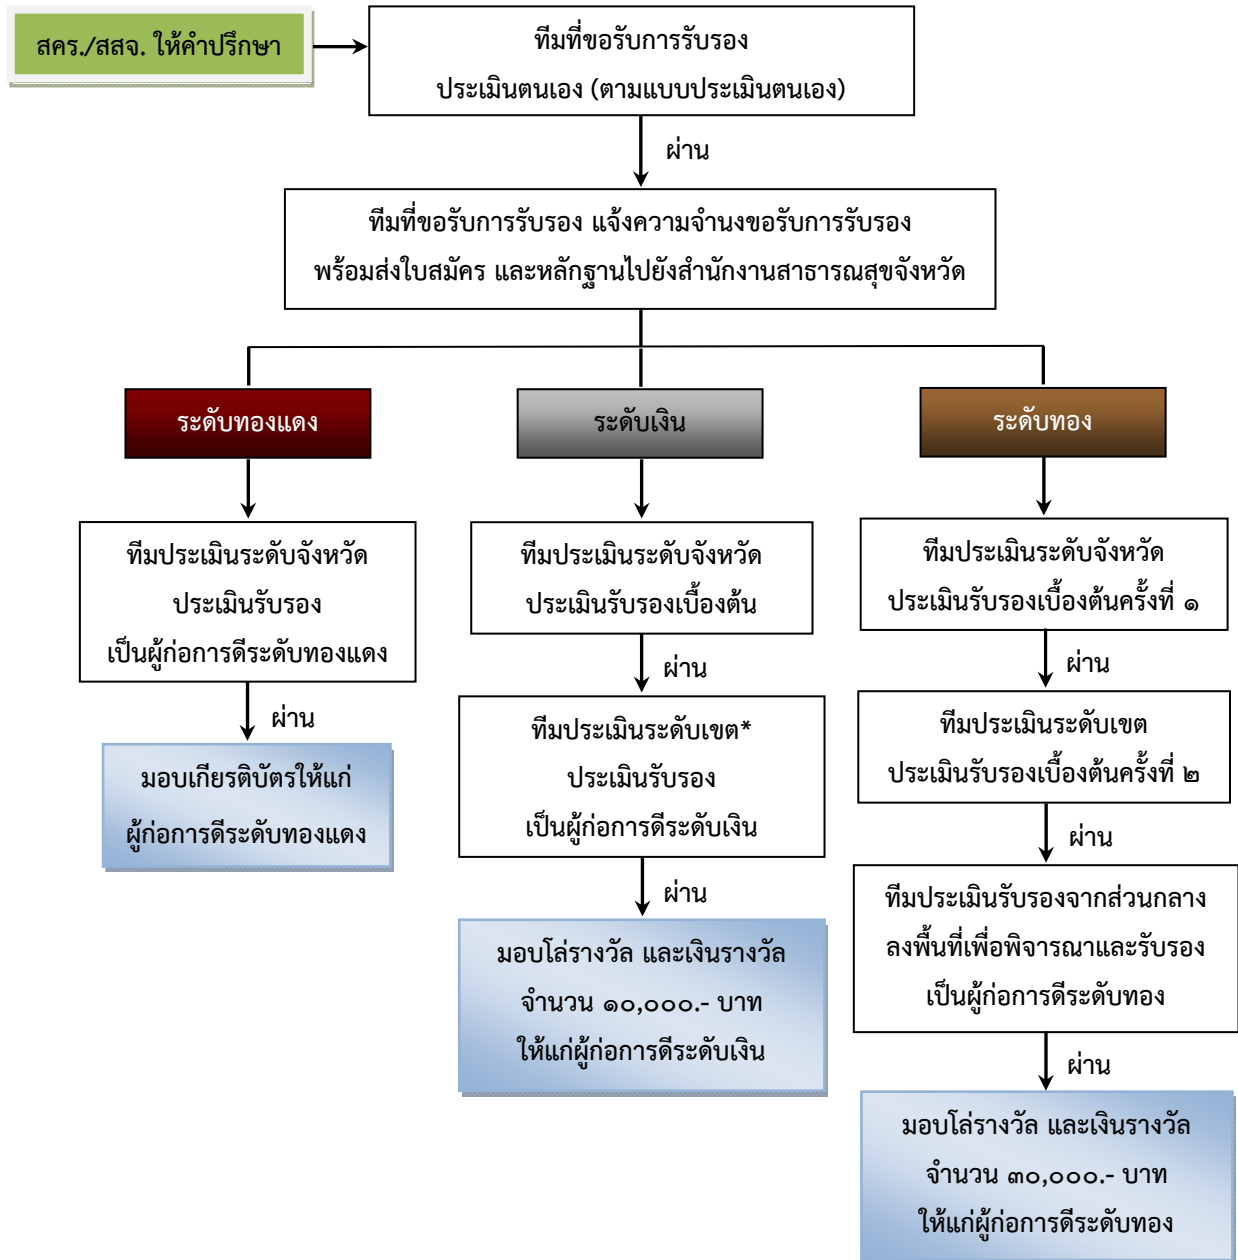 สคร./สสจ. ให้คำปรึกษา
ทีมที่ขอรับการรับรอง
ประเมินตนเอง (ตามแบบประเมินตนเอง)
ผ่าน
ทีมที่ขอรับการรับรอง แจ้งความจำนงขอรับการรับรอง
พร้อมส่งใบสมัคร และหลักฐานไปยังสำนักงานสาธารณสุขจังหวัด
ระดับทองแดง
ทีมประเมินระดับจังหวัด
ประเมินรับรอง
เป็นผู้ก่อการดีระดับทองแดง
ผ่าน
มอบเกียรติบัตรให้แก่
ผู้ก่อการดีระดับทองแดง
ระดับเงิน
ทีมประเมินระดับจังหวัด
ประเมินรับรองเบื้องต้น
ผ่าน
ทีมประเมินระดับเขต*
ประเมินรับรอง
เป็นผู้ก่อการดีระดับเงิน
ผ่าน
มอบโล่รางวัล และเงินรางวัล
จำนวน ๑๐,๐๐๐.- บาท
ให้แก่ผู้ก่อการดีระดับเงิน
ระดับทอง
ทีมประเมินระดับจังหวัด
ประเมินรับรองเบื้องต้นครั้งที่ ๑
ผ่าน
ทีมประเมินระดับเขต
ประเมินรับรองเบื้องต้นครั้งที่ ๒
ผ่าน
ทีมประเมินรับรองจากส่วนกลาง
ลงพื้นที่เพื่อพิจารณาและรับรอง
เป็นผู้ก่อการดีระดับทอง
ผ่าน
มอบโล่รางวัล และเงินรางวัล
จำนวน ๓๐,๐๐๐.- บาท
ให้แก่ผู้ก่อการดีระดับทอง